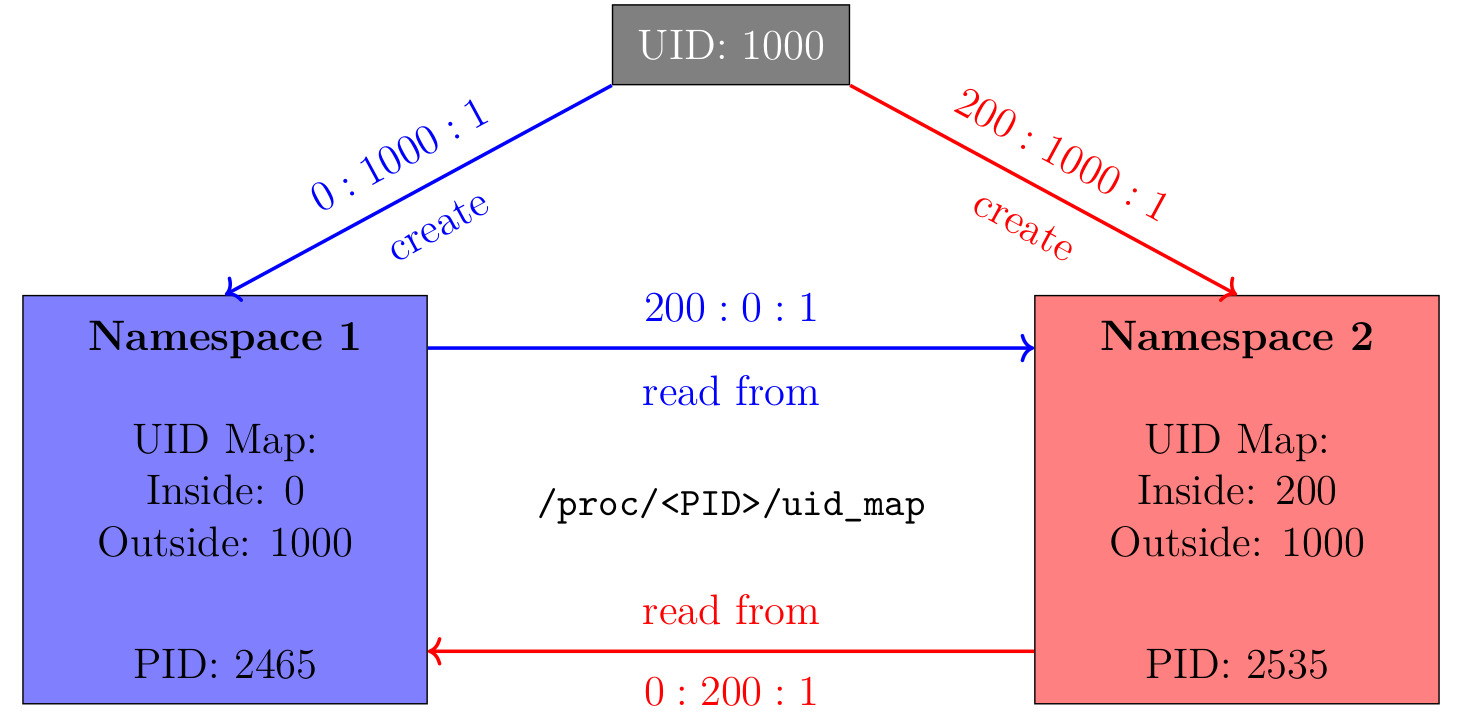 UID: 1000
0 : 1000 : 1
create
200 : 1000 : 1
create
Namespace 1
UID Map:
Inside: 0
Outside: 1000
PID: 2465
200 : 0 : 1
read from
/proc/<PID>/uid_map
read from
0 : 200 : 1
Namespace 2
UID Map:
Inside: 200
Outside: 1000
PID: 2535